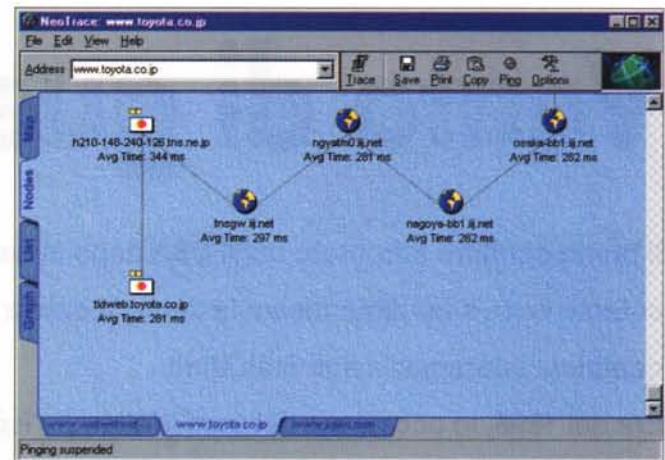 NeoTrace: www.toyota.co.jp
File Edit View Help
Address www.toyota.co.jp
Trace Save Print Copy Ping Options
Map
Nodes
List
Graph
h210-148-240-126.tns.ne.jp
Avg Time: 344 ms
ngyatm0.iij.net
Avg Time: 281 ms
osaka-bb1.iij.net
Avg Time: 282 ms
tnsgw.iij.net
Avg Time: 297 ms
nagoya-bb1.iij.net
Avg Time: 282 ms
tidweb.toyota.co.jp
Avg Time: 281 ms
www.toyota.co.jp
Pinging suspended